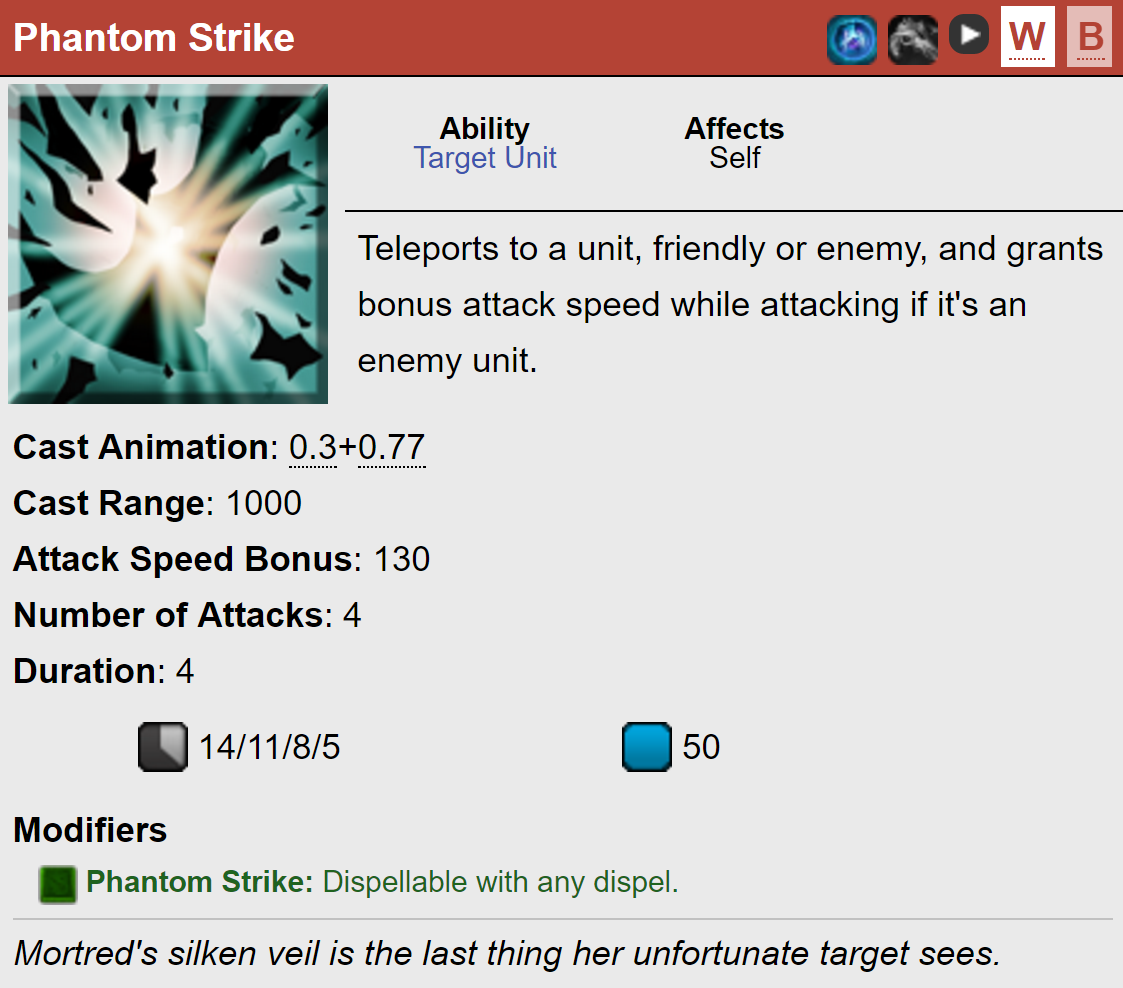 Phantom Strike W B
Ability Affects
Target Unit Self
Teleports to a unit, friendly or enemy, and grants
bonus attack speed while attacking if it's an
enemy unit.
Cast Animation: 0.3+0.77
Cast Range: 1000
Attack Speed Bonus: 130
Number of Attacks: 4
Duration: 4
14/11/8/5 50
Modifiers
Phantom Strike: Dispellable with any dispel.
Mortred's silken veil is the last thing her unfortunate target sees.